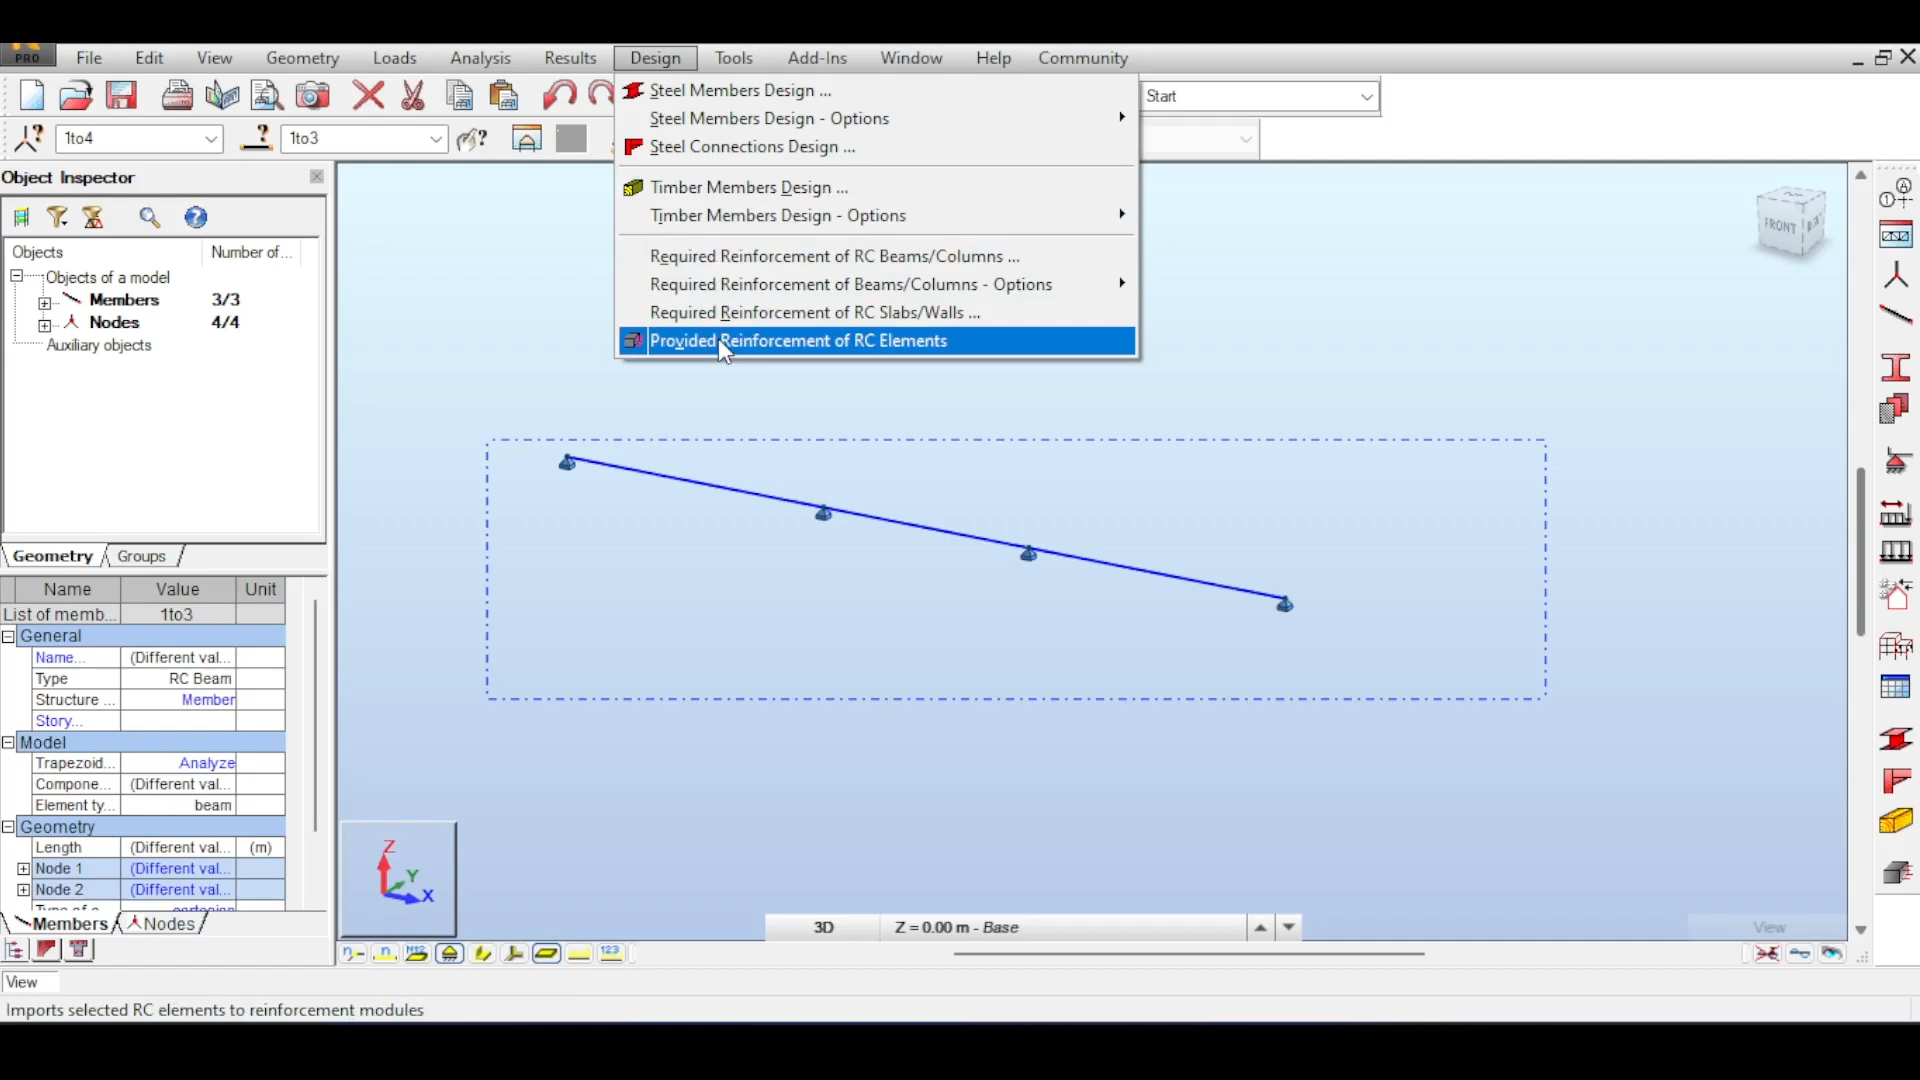 PRO
File Edit View Geometry Loads Analysis Results Design Tools Add-Ins Window Help Community
Steel Members Design ...
Start
Steel Members Design - Options
1to4
1to3
Steel Connections Design ...
Object Inspector
Timber Members Design ...
Timber Members Design - Options
FRONT
Objects Number of...
Required Reinforcement of RC Beams/Columns ...
Objects of a model
Required Reinforcement of Beams/Columns - Options
Members 3/3
Required Reinforcement of RC Slabs/Walls ...
Nodes 4/4
Provided Reinforcement of RC Elements
Auxiliary objects
Geometry Groups
Name Value Unit
List of memb... 1to3
General
Name... (Different val...
Type RC Beam
Structure ... Member
Story...
Model
Trapezoid... Analyze
Compone... (Different val...
Element ty... beam
Geometry
Length (Different val... (m)
Node 1 (Different val...
Node 2 (Different val...
Z
Y
X
Members Nodes
3D Z = 0.00 m - Base
View
123
View
Imports selected RC elements to reinforcement modules